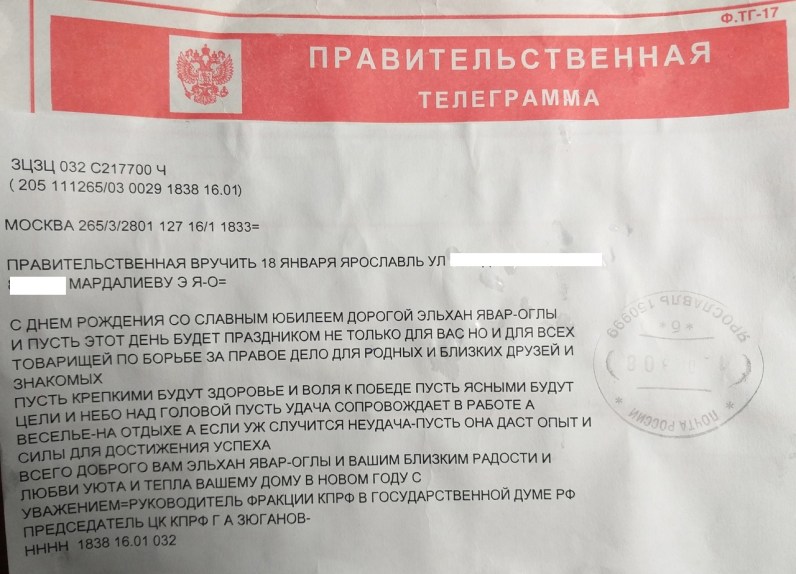 Ф.ТГ-17
ПРАВИТЕЛЬСТВЕННАЯ
ТЕЛЕГРАММА
ЗЦЗЦ 032 С217700 Ч
( 205 111265/03 0029 1838 16.01)
МОСКВА 265/3/2801 127 16/1 1833=
ПРАВИТЕЛЬСТВЕННАЯ ВРУЧИТЬ 18 ЯНВАРЯ ЯРОСЛАВЛЬ УЛ
МАРДАЛИЕВУ Э Я-О=
С ДНЕМ РОЖДЕНИЯ СО СЛАВНЫМ ЮБИЛЕЕМ ДОРОГОЙ ЭЛЬХАН ЯВАР-ОГЛЫ
И ПУСТЬ ЭТОТ ДЕНЬ БУДЕТ ПРАЗДНИКОМ НЕ ТОЛЬКО ДЛЯ ВАС НО И ДЛЯ ВСЕХ
ТОВАРИЩЕЙ ПО БОРЬБЕ ЗА ПРАВОЕ ДЕЛО ДЛЯ РОДНЫХ И БЛИЗКИХ ДРУЗЕЙ И
ЗНАКОМЫХ
ПУСТЬ КРЕПКИМИ БУДУТ ЗДОРОВЬЕ И ВОЛЯ К ПОБЕДЕ ПУСТЬ ЯСНЫМИ БУДУТ
ЦЕЛИ И НЕБО НАД ГОЛОВОЙ ПУСТЬ УДАЧА СОПРОВОЖДАЕТ В РАБОТЕ А
ВЕСЕЛЬЕ-НА ОТДЫХЕ А ЕСЛИ УЖ СЛУЧИТСЯ НЕУДАЧА-ПУСТЬ ОНА ДАСТ ОПЫТ И
СИЛЫ ДЛЯ ДОСТИЖЕНИЯ УСПЕХА
ВСЕГО ДОБРОГО ВАМ ЭЛЬХАН ЯВАР-ОГЛЫ И ВАШИМ БЛИЗКИМ РАДОСТИ И
ЛЮБВИ УЮТА И ТЕПЛА ВАШЕМУ ДОМУ В НОВОМ ГОДУ С
УВАЖЕНИЕМ=РУКОВОДИТЕЛЬ ФРАКЦИИ КПРФ В ГОСУДАРСТВЕННОЙ ДУМЕ РФ
ПРЕДСЕДАТЕЛЬ ЦК КПРФ Г А ЗЮГАНОВ-
НННН 1838 16.01 032
ПОЧТА РОССИИ
ЯРОСЛАВЛЬ 150999